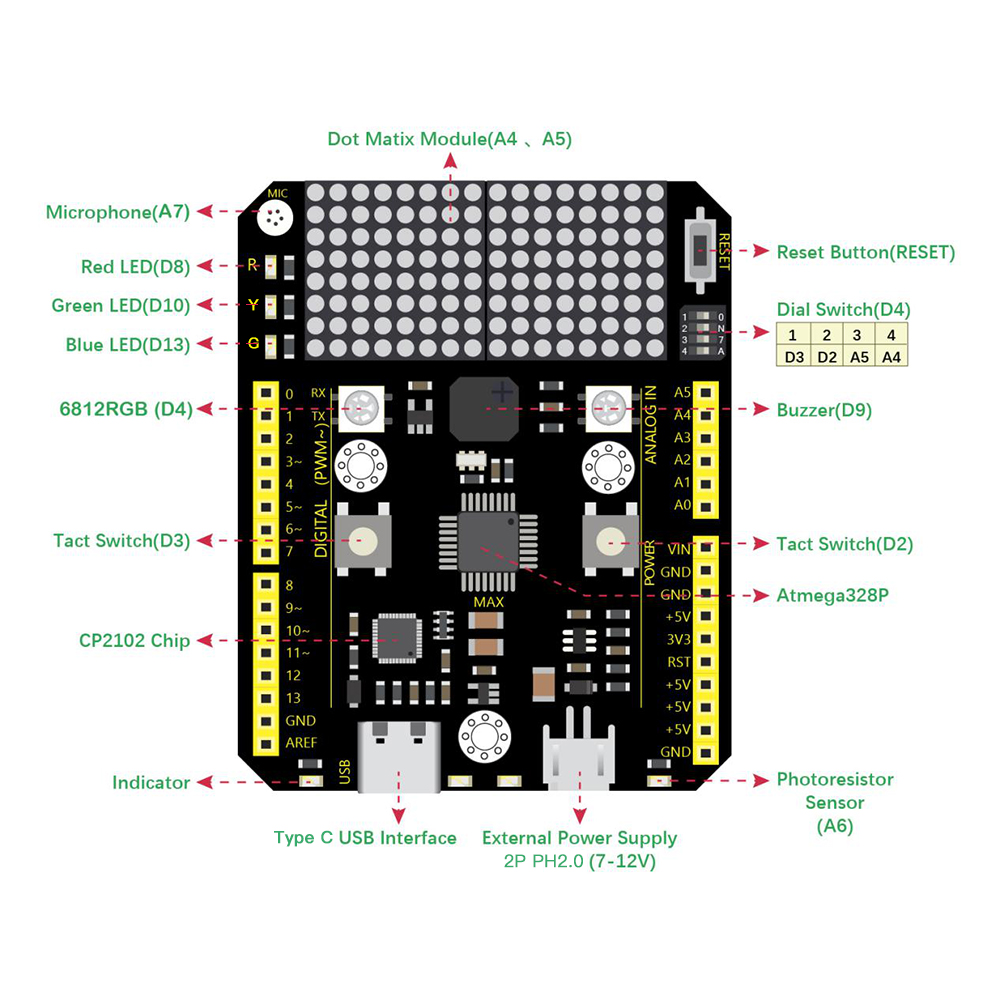 Dot Matix Module(A4 、 A5)
MIC
Microphone(A7)
RESET
Reset Button(RESET)
R
Red LED(D8)
Y
Green LED(D10)
G
Blue LED(D13)
Dial Switch(D4)
1 2 3 4
D3 D2 A5 A4
1 O
2 N
3 7
4 A
6812RGB (D4)
Buzzer(D9)
0 RX
1 TX
2
3~
4
5~
6~
7
DIGITAL (PWM~)
8
9~
10~
11~
12
13
GND
AREF
ANALOG IN
A5
A4
A3
A2
A1
A0
POWER
VIN
GND
GND
+5V
3V3
RST
+5V
+5V
+5V
GND
Tact Switch(D3)
Tact Switch(D2)
MAX
Atmega328P
CP2102 Chip
USB
Indicator
Photoresistor
Sensor
(A6)
Type C USB Interface
External Power Supply
2P PH2.0 (7-12V)